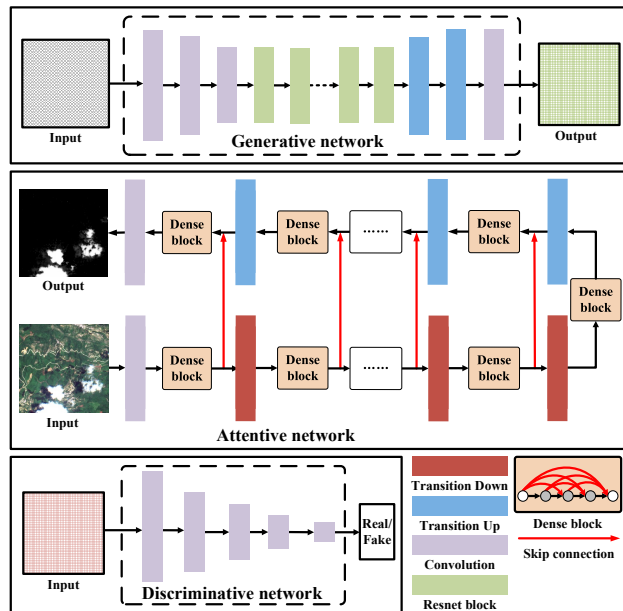 Input
Generative network
Output
Output
Dense
block
Dense
block
……
Dense
block
Dense
block
Input
Dense
block
Dense
block
……
Dense
block
Attentive network
Input
Discriminative network
Real/
Fake
Transition Down
Transition Up
Convolution
Resnet block
Dense block
Skip connection